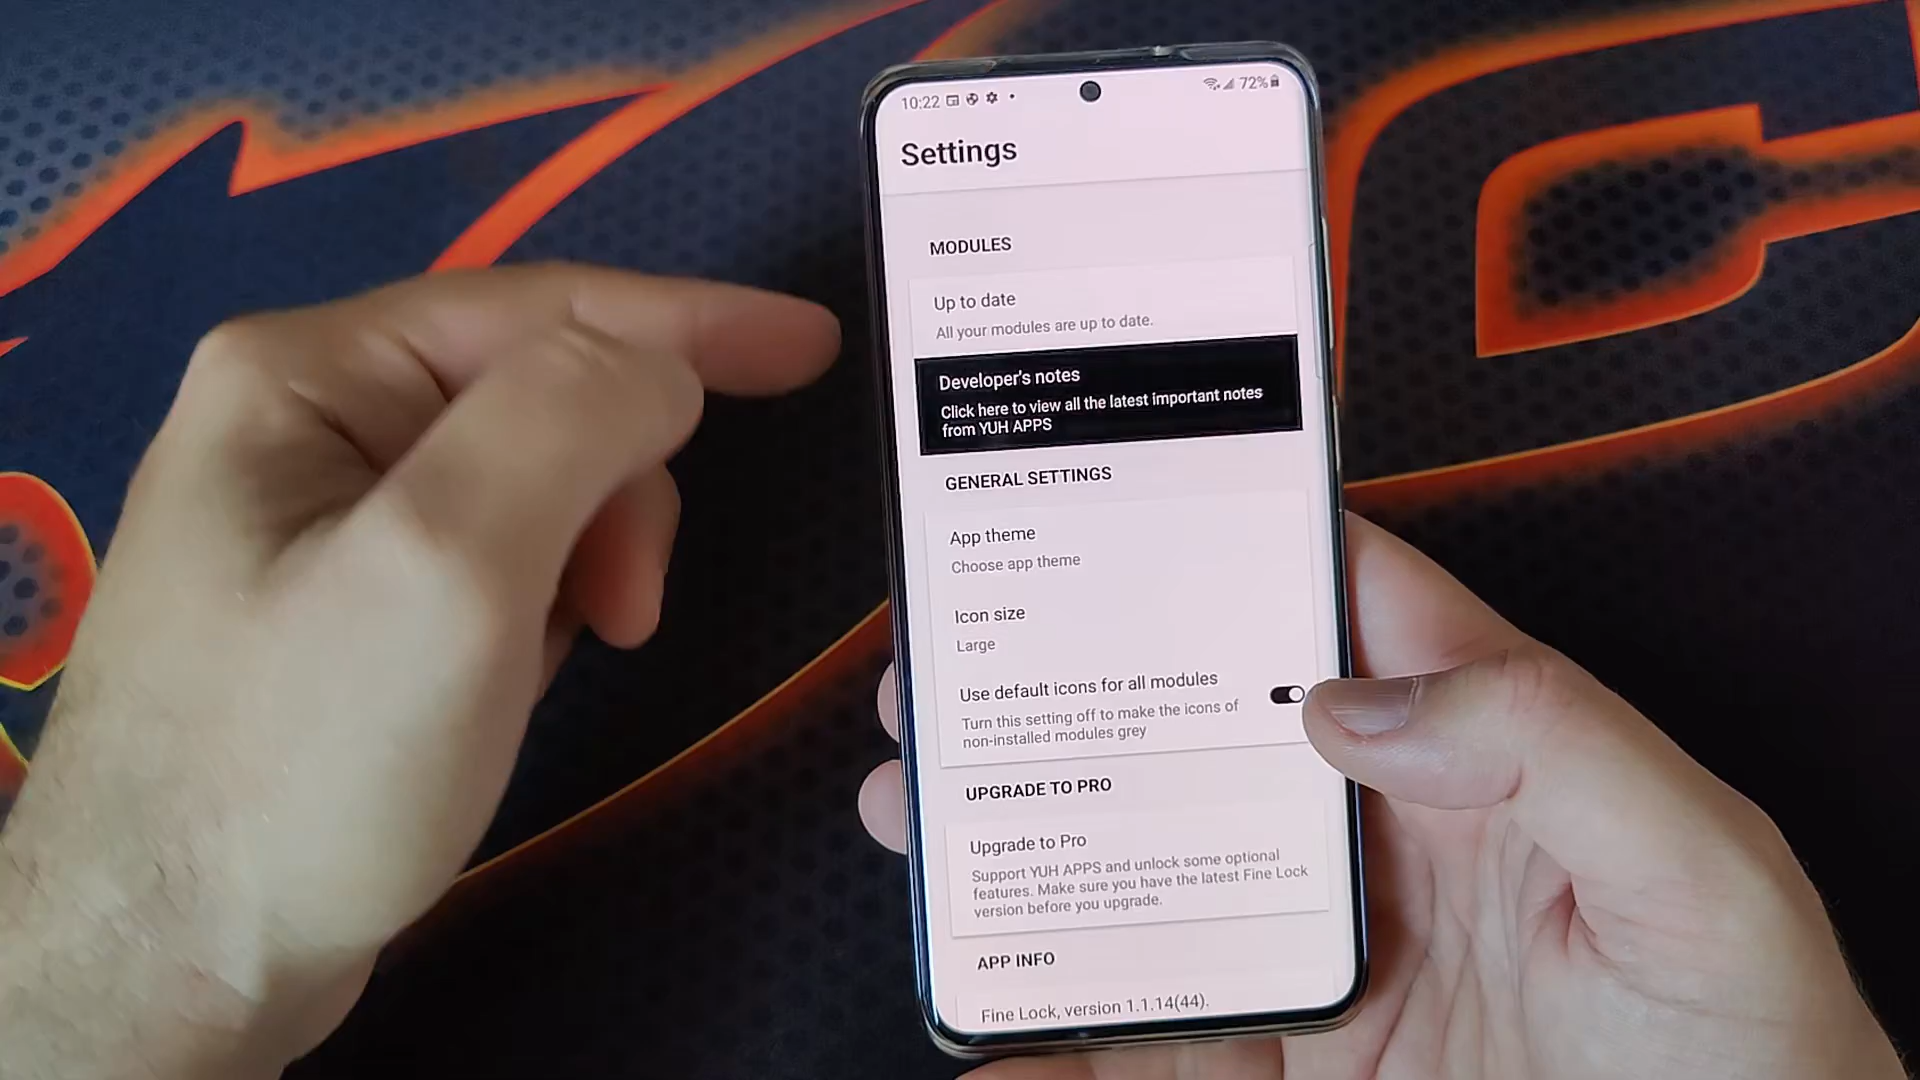 10:22
72%
Settings
MODULES
Up to date
All your modules are up to date.
Developer's notes
Click here to view all the latest important notes
from YUH APPS
GENERAL SETTINGS
App theme
Choose app theme
Icon size
Large
Use default icons for all modules
Turn this setting off to make the icons of
non-installed modules grey
UPGRADE TO PRO
Upgrade to Pro
Support YUH APPS and unlock some optional
features. Make sure you have the latest Fine Lock
version before you upgrade.
APP INFO
Fine Lock, version 1.1.14(44).